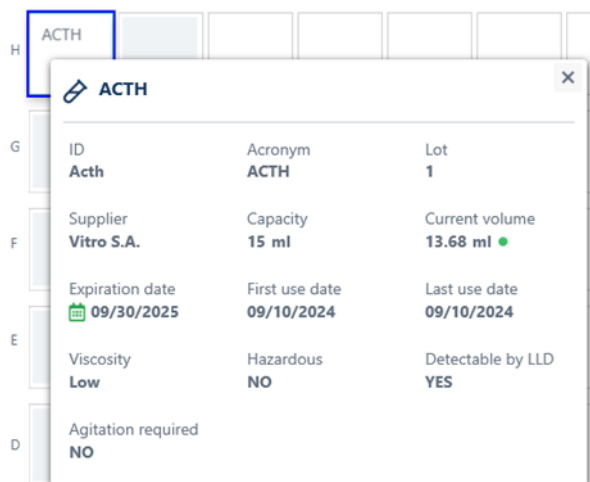 H
ACTH
ACTH
G
ID Acronym Lot
Acth ACTH 1
Supplier Capacity Current volume
F
Vitro S.A. 15 ml 13.68 ml
Expiration date First use date Last use date
09/30/2025 09/10/2024 09/10/2024
E
Viscosity Hazardous Detectable by LLD
Low NO YES
Agitation required
D
NO